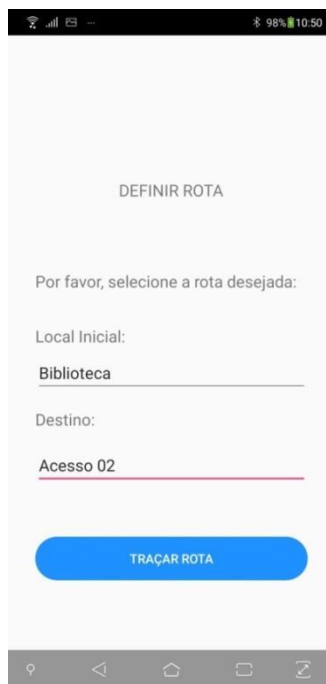 98% 10:50
DEFINIR ROTA
Por favor, selecione a rota desejada:
Local Inicial:
Biblioteca
Destino:
Acesso 02
TRAÇAR ROTA